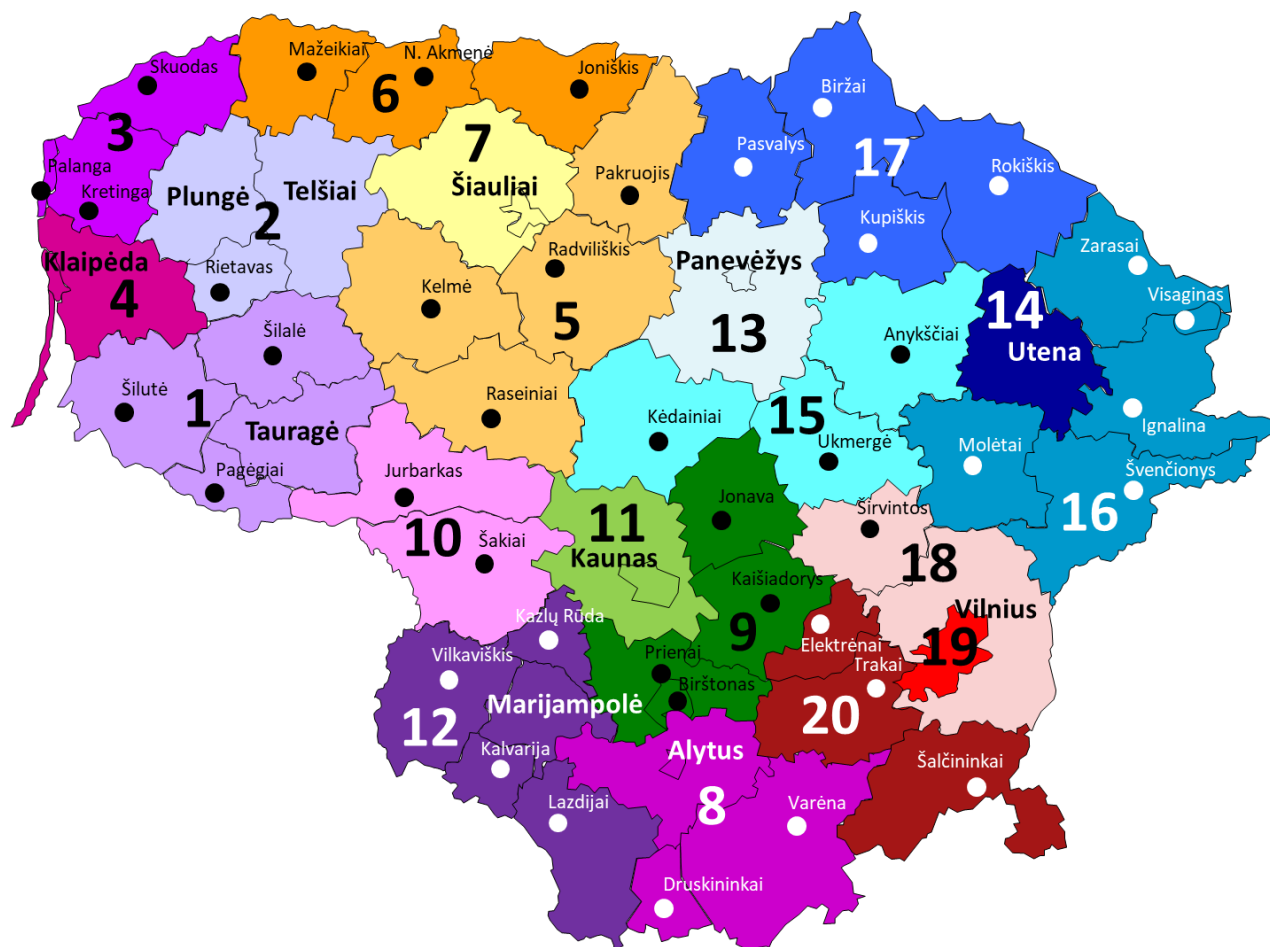 Mažeikiai
N. Akmenė
Joniškis
Skuodas
6
3
7
Biržai
Pasvalys
17
Rokiškis
Palanga
Kretinga
Plungė
Telšiai
Šiauliai
Pakruojis
2
Kupiškis
Klaipėda
4
Rietavas
Radviliškis
Panevėžys
Zarasai
Kelmė
Visaginas
5
13
14
Anykščiai
Utena
Šilalė
Šilutė
1
Raseiniai
Kėdainiai
15
Ignalina
Tauragė
Ukmergė
Molėtai
Pagėgiai
Jurbarkas
Švenčionys
16
Jonava
Širvintos
10
11
Kaunas
18
Šakiai
Kaišiadorys
Kazlų Rūda
9
Vilnius
19
Elektrėnai
Vilkaviškis
Prienai
Trakai
Birštonas
Marijampolė
12
20
Kalvarija
Alytus
Šalčininkai
Lazdijai
8
Varėna
Druskininkai